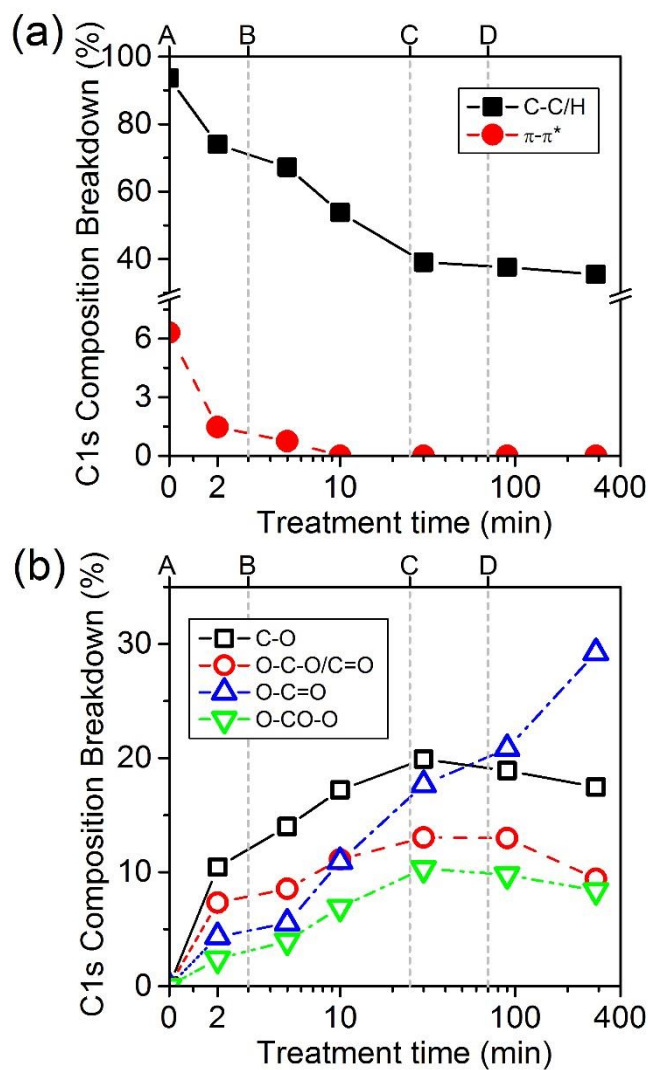 (a)
A B C D
C1s Composition Breakdown (%)
100
80
60
40
6
3
0
C-C/H
π-π*
0 2 10 100 400
Treatment time (min)
(b)
A B C D
C1s Composition Breakdown (%)
30
20
10
0
C-O
O-C-O/C=O
O-C=O
O-CO-O
0 2 10 100 400
Treatment time (min)